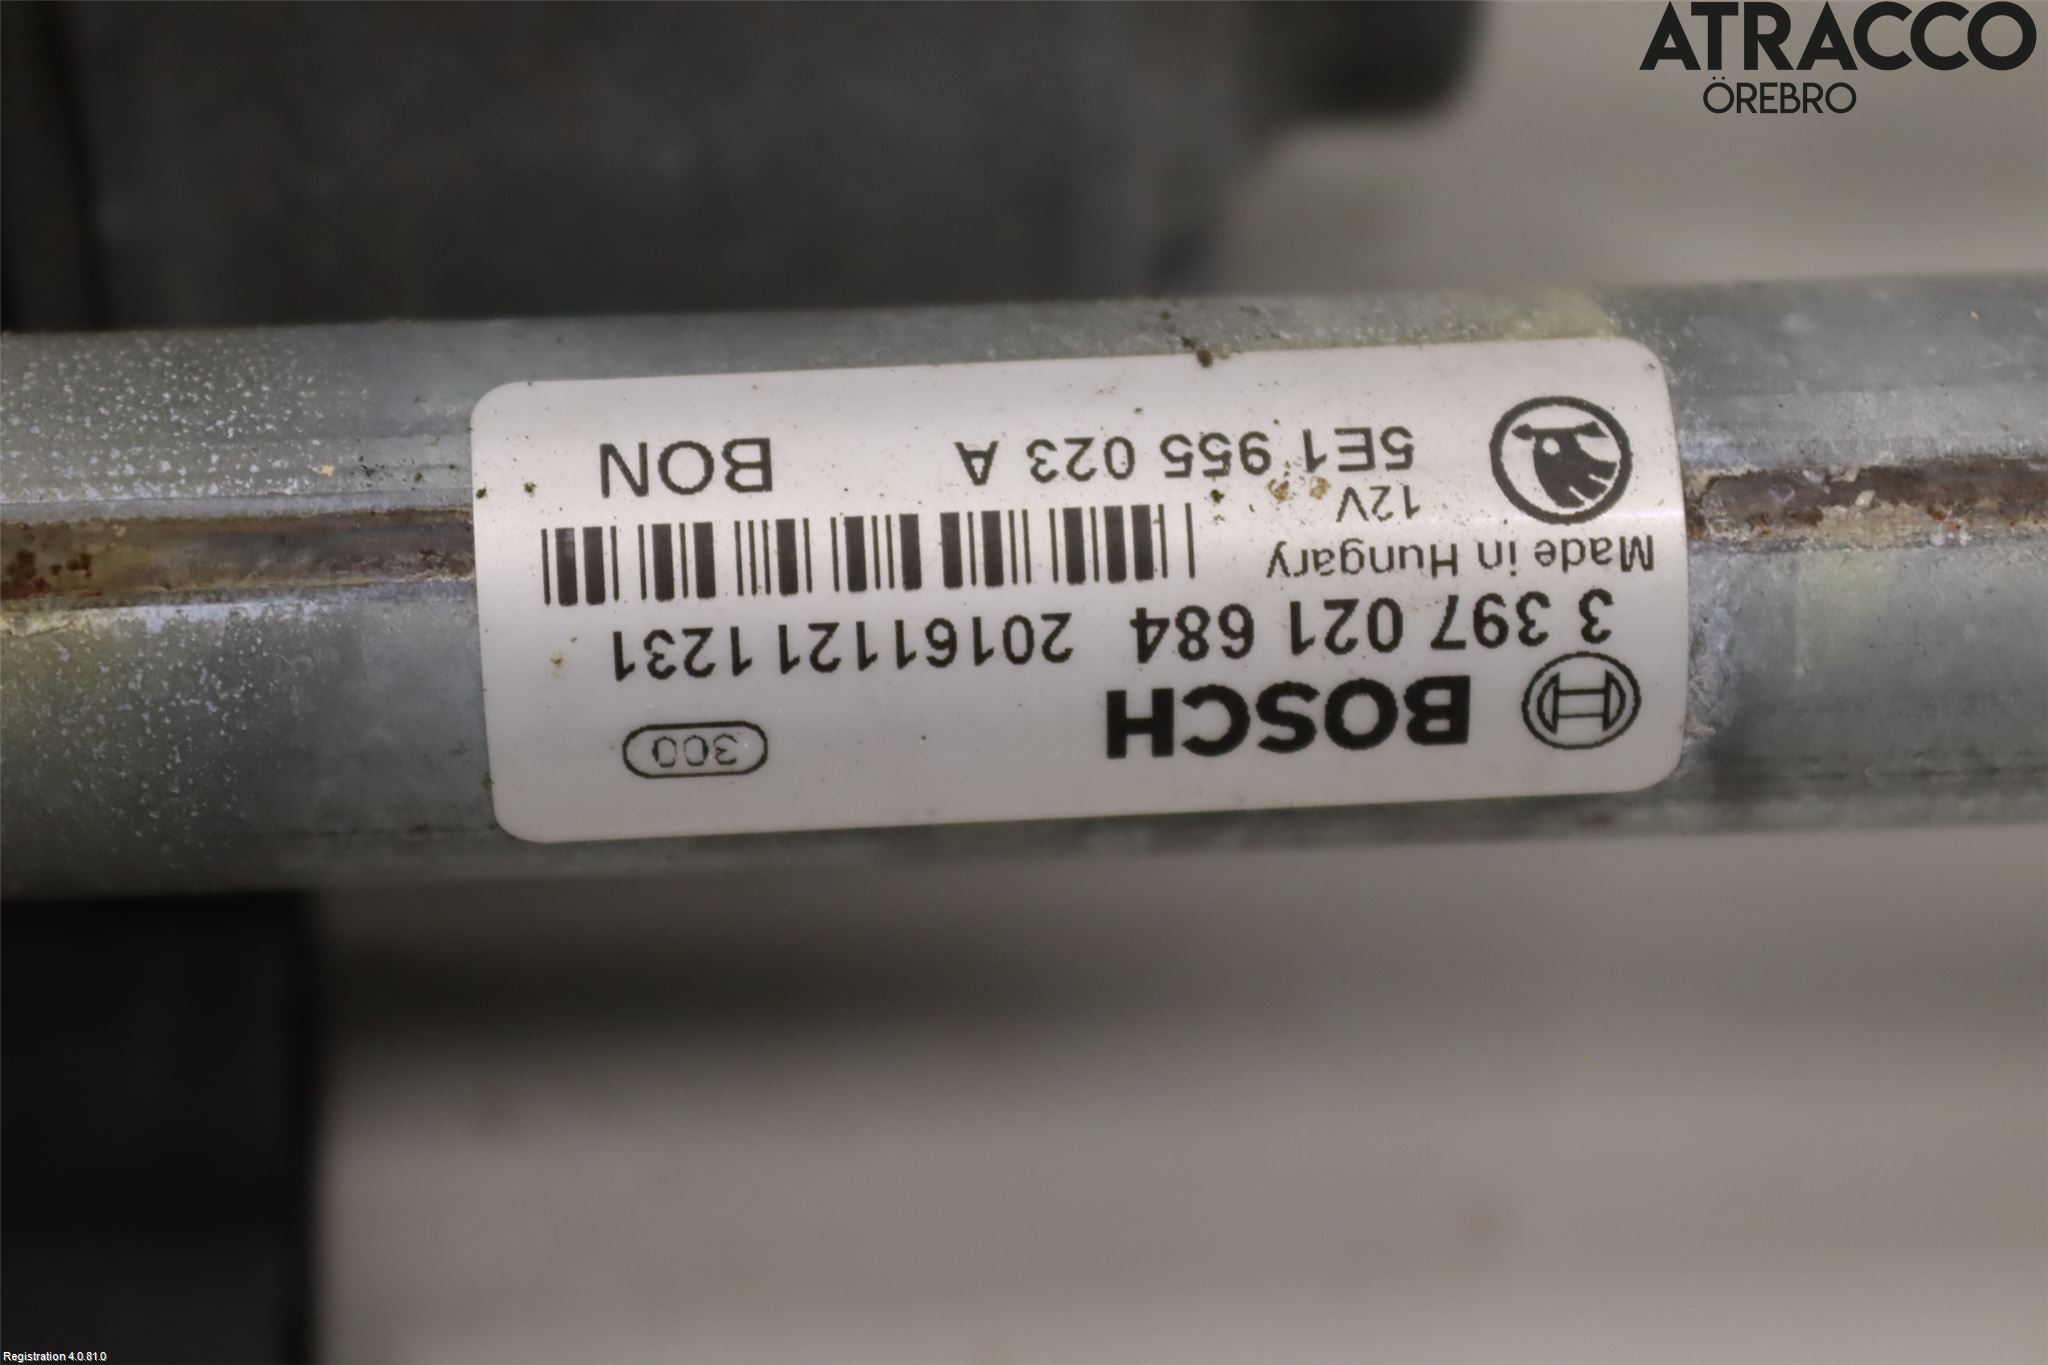 ATRACCO
ÖREBRO
BOSCH 300
3 397 021 684 20161121 1231
Made in Hungary
12V
5E1 955 023 A BON
Registration 4.0.81.0